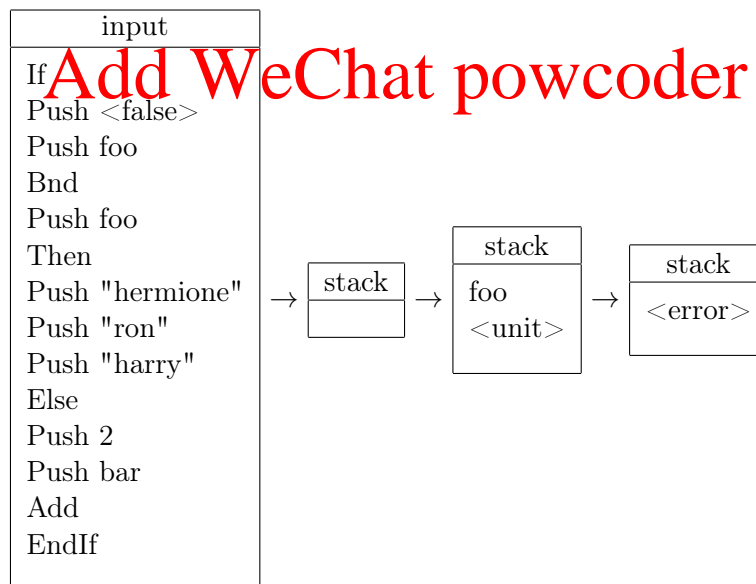 input
If
Add WeChat powcoder
Push <false>
Push foo
Bnd
Push foo
Then
Push "hermione"
Push "ron"
Push "harry"
Else
Push 2
Push bar
Add
EndIf
→
stack
→
stack
foo
<unit>
→
stack
<error>